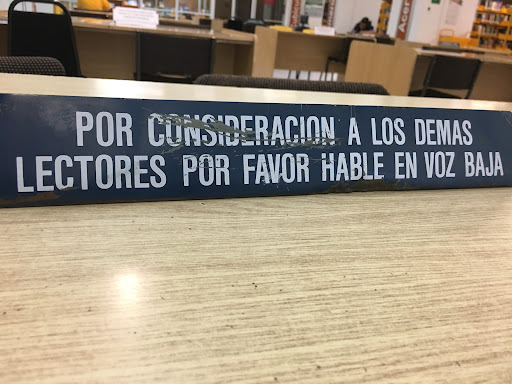 POR CONSIDERACION A LOS DEMAS
LECTORES POR FAVOR HABLE EN VOZ BAJA